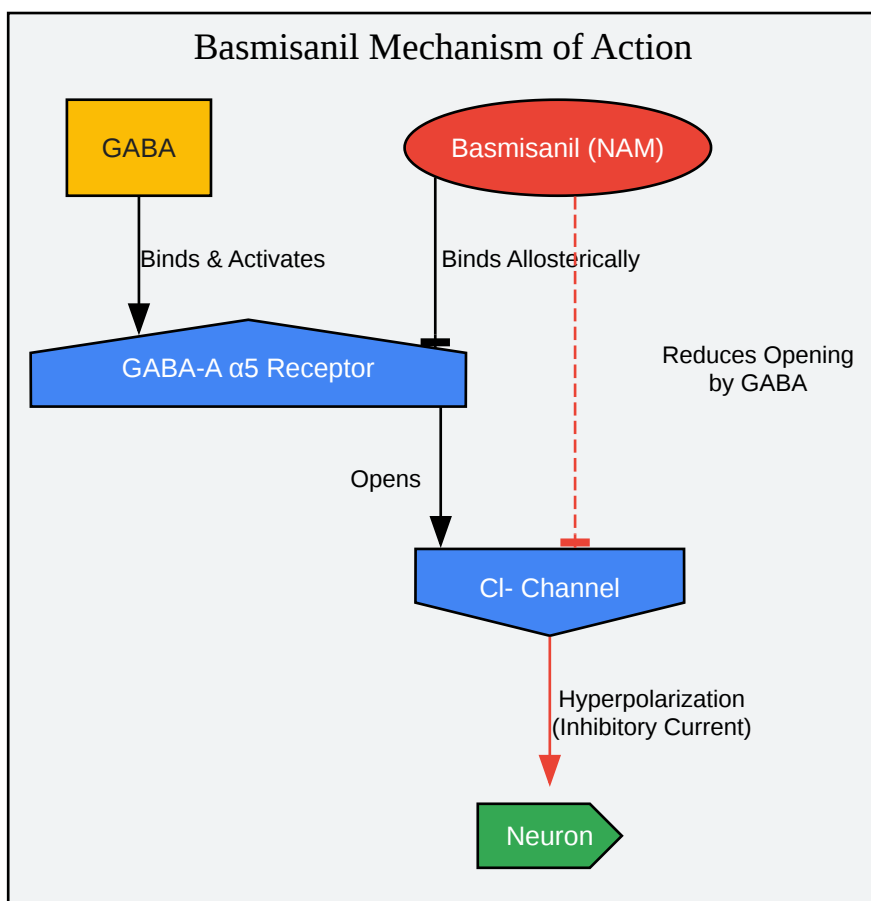 Basmisanil Mechanism of Action
GABA
Basmisanil (NAM)
Binds & Activates
Binds Allosterically
GABA-A α5 Receptor
Reduces Opening
by GABA
Opens
Cl- Channel
Hyperpolarization
(Inhibitory Current)
Neuron